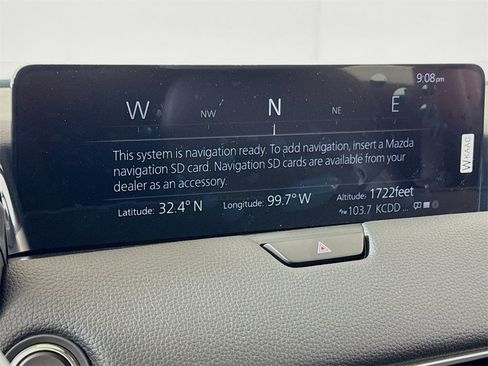 9:08pm
W NW N NE E
This system is navigation ready. To add navigation, insert a Mazda
navigation SD card. Navigation SD cards are available from your
dealer as an accessory.
Latitude: 32.4° N Longitude: 99.7° W Altitude: 1722feet
FM 103.7 KCDD ...